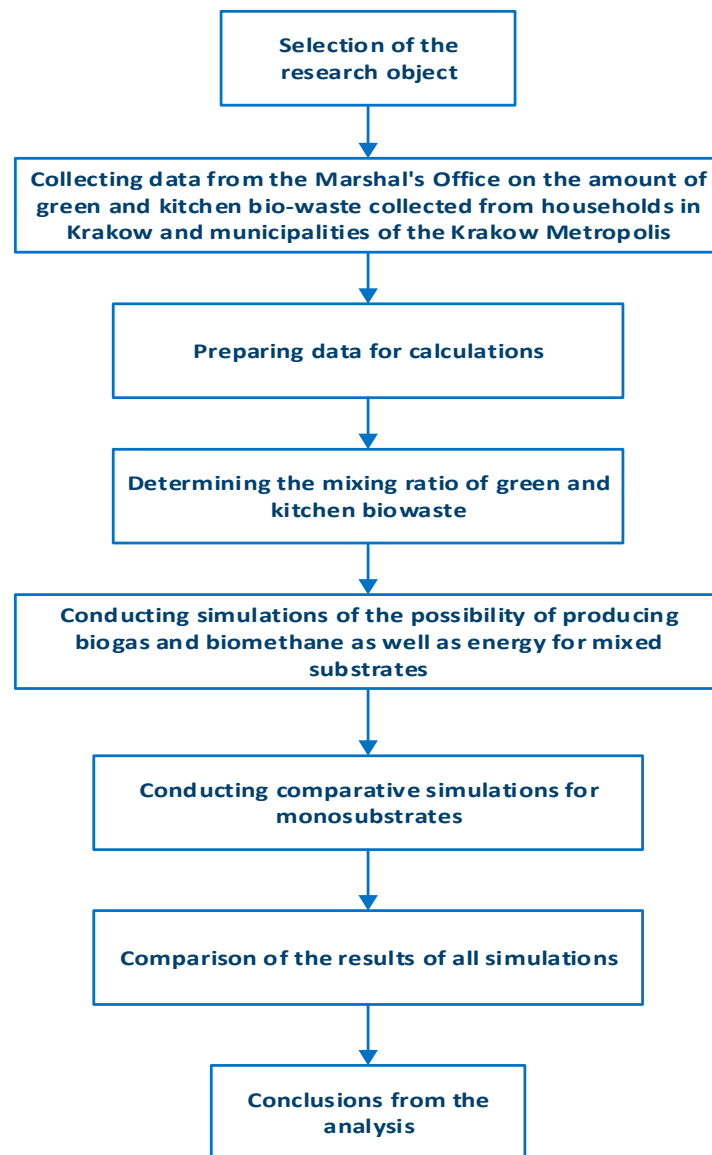 Selection of the
research object
Collecting data from the Marshal's Office on the amount of
green and kitchen bio-waste collected from households in
Krakow and municipalities of the Krakow Metropolis
Preparing data for calculations
Determining the mixing ratio of green and
kitchen biowaste
Conducting simulations of the possibility of producing
biogas and biomethane as well as energy for mixed
substrates
Conducting comparative simulations for
monosubstrates
Comparison of the results of all simulations
Conclusions from the
analysis